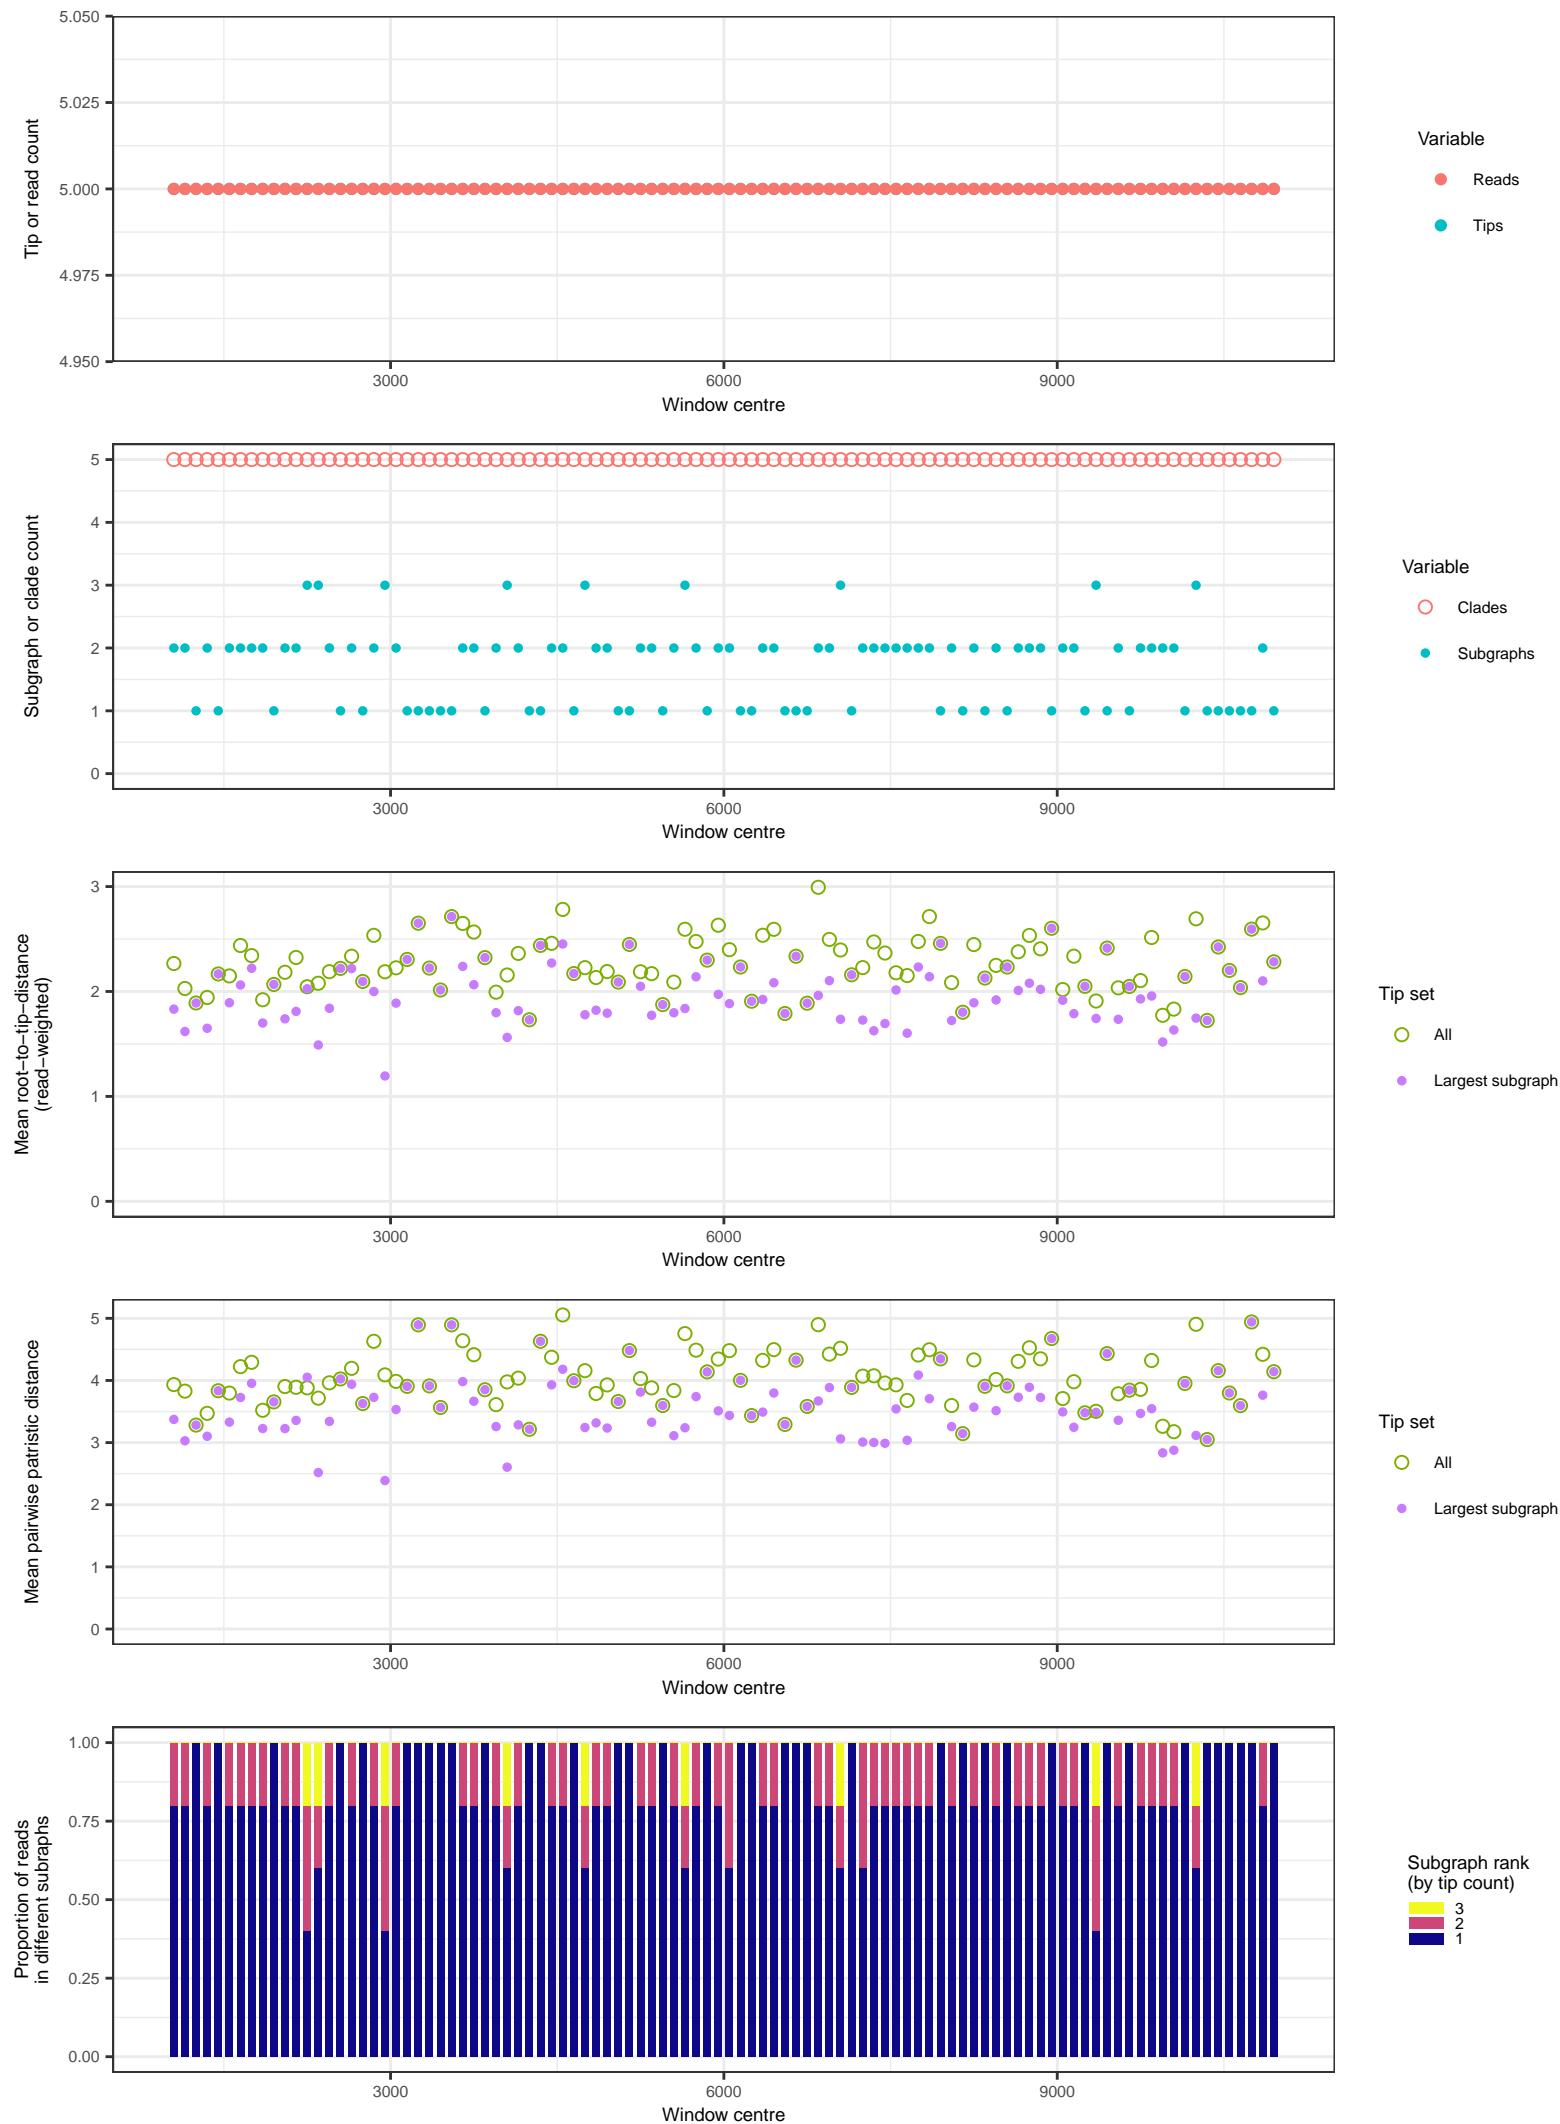 5.050
5.025
5.000
4.975
4.950
Tip or read count
3000
6000
9000
Window centre
Variable
Reads
Tips
5
4
3
2
1
0
Subgraph or clade count
3000
6000
9000
Window centre
Variable
Clades
Subgraphs
3
2
1
0
Mean root−to−tip−distance
(read−weighted)
3000
6000
9000
Window centre
Tip set
All
Largest subgraph
5
4
3
2
1
0
Mean pairwise patristic distance
3000
6000
9000
Window centre
Tip set
All
Largest subgraph
1.00
0.75
0.50
0.25
0.00
Proportion of reads
in different subraphs
3000
6000
9000
Window centre
Subgraph rank
(by tip count)
3
2
1